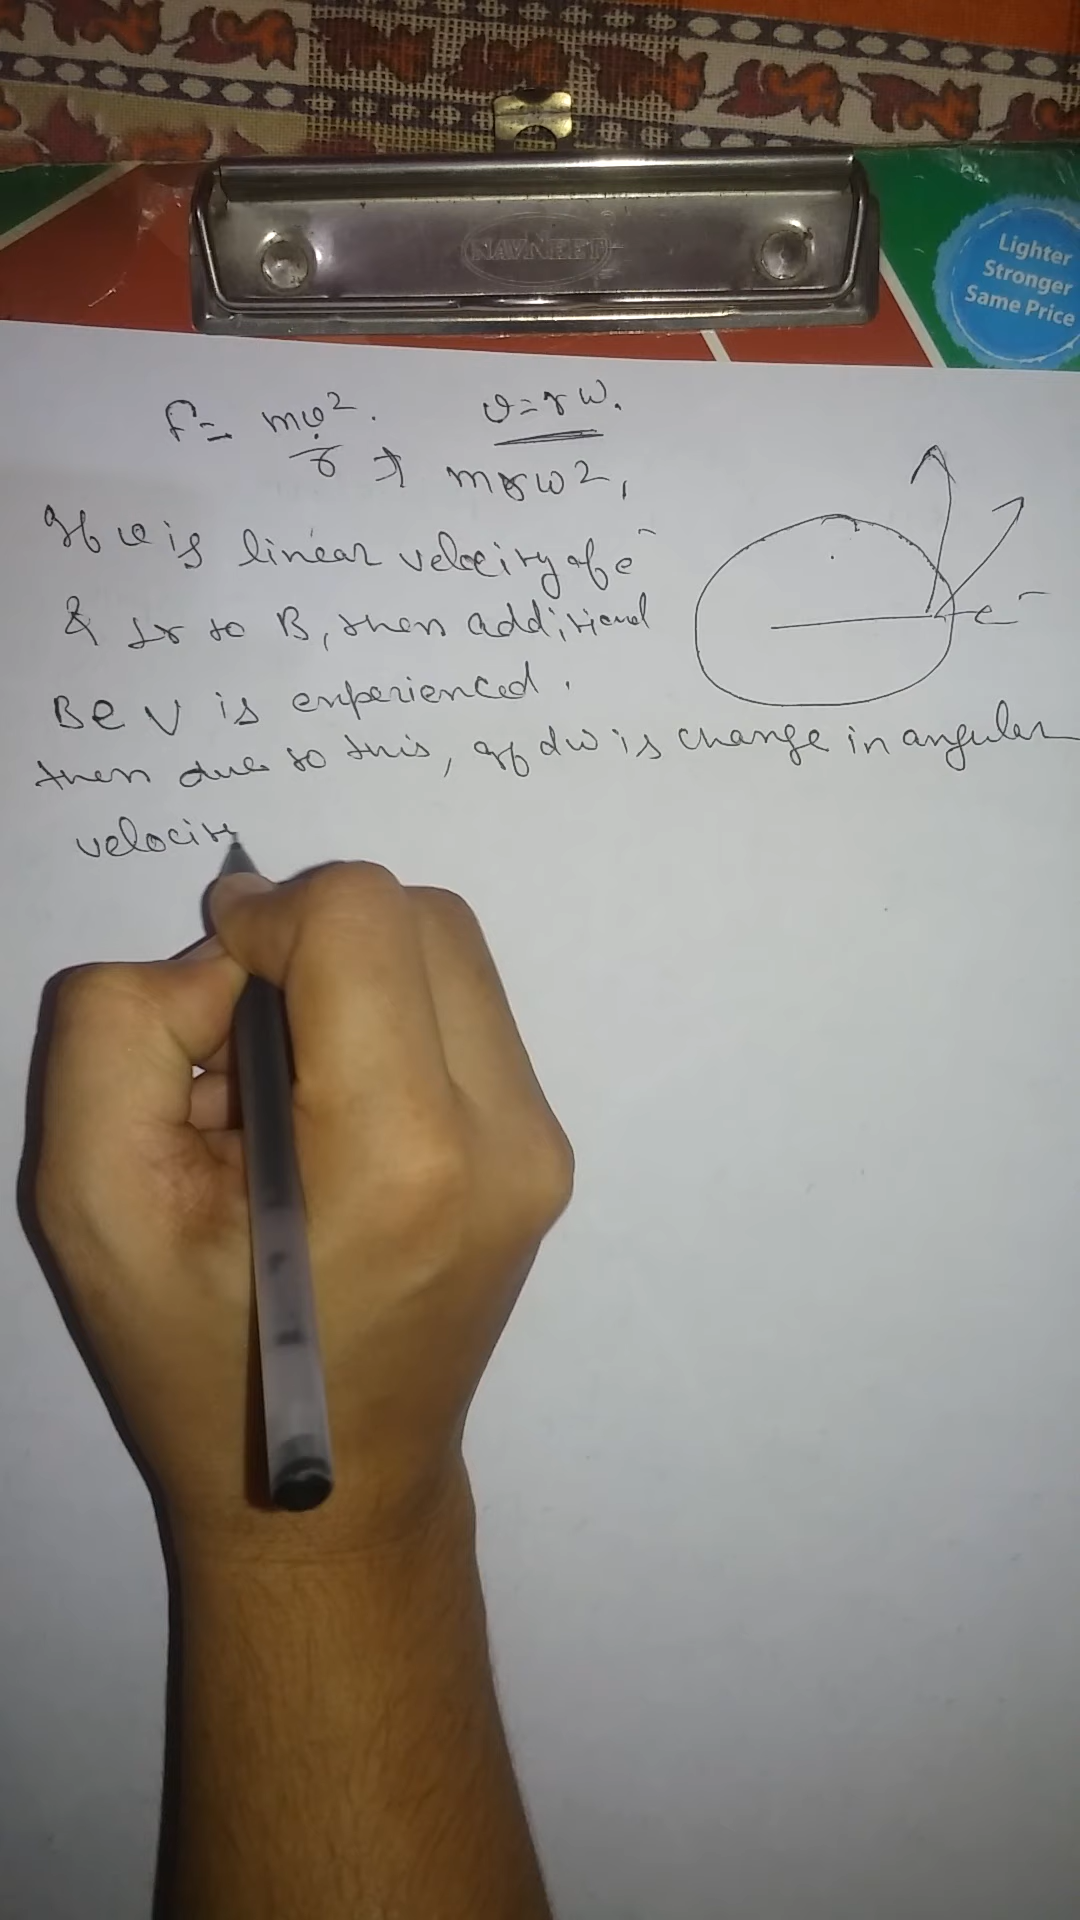 NAVNEET
Lighter
Stronger
Same Price
F = mv²/r v = rω.
⇒ mrω²,
If v is linear velocity of e⁻
& ⊥r to B, then additional
e⁻
Bev is experienced.
then due to this, if dω is change in angular
velocity